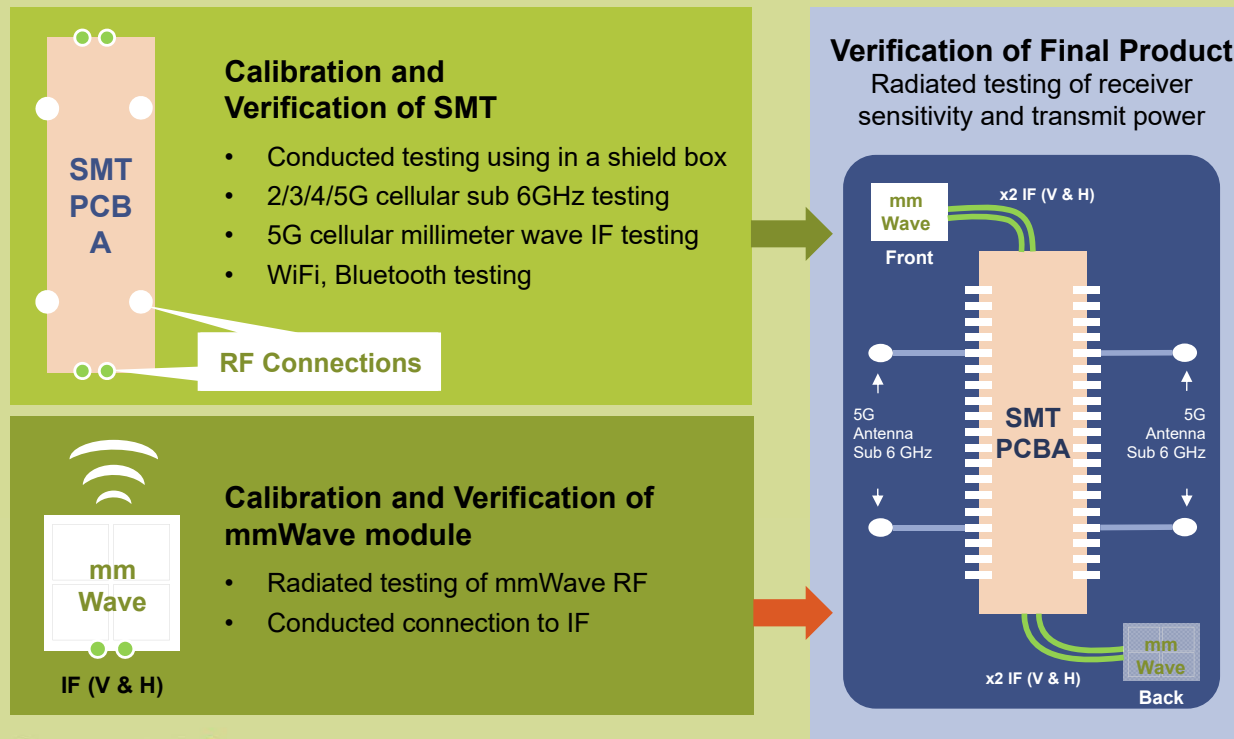 SMT
PCB
A
Calibration and
Verification of SMT
• Conducted testing using in a shield box
• 2/3/4/5G cellular sub 6GHz testing
• 5G cellular millimeter wave IF testing
• WiFi, Bluetooth testing
RF Connections
mm
Wave
IF (V & H)
Calibration and Verification of
mmWave module
• Radiated testing of mmWave RF
• Conducted connection to IF
Verification of Final Product
Radiated testing of receiver
sensitivity and transmit power
mm
Wave
Front
x2 IF (V & H)
5G
Antenna
Sub 6 GHz
SMT
PCBA
5G
Antenna
Sub 6 GHz
x2 IF (V & H)
mm
Wave
Back